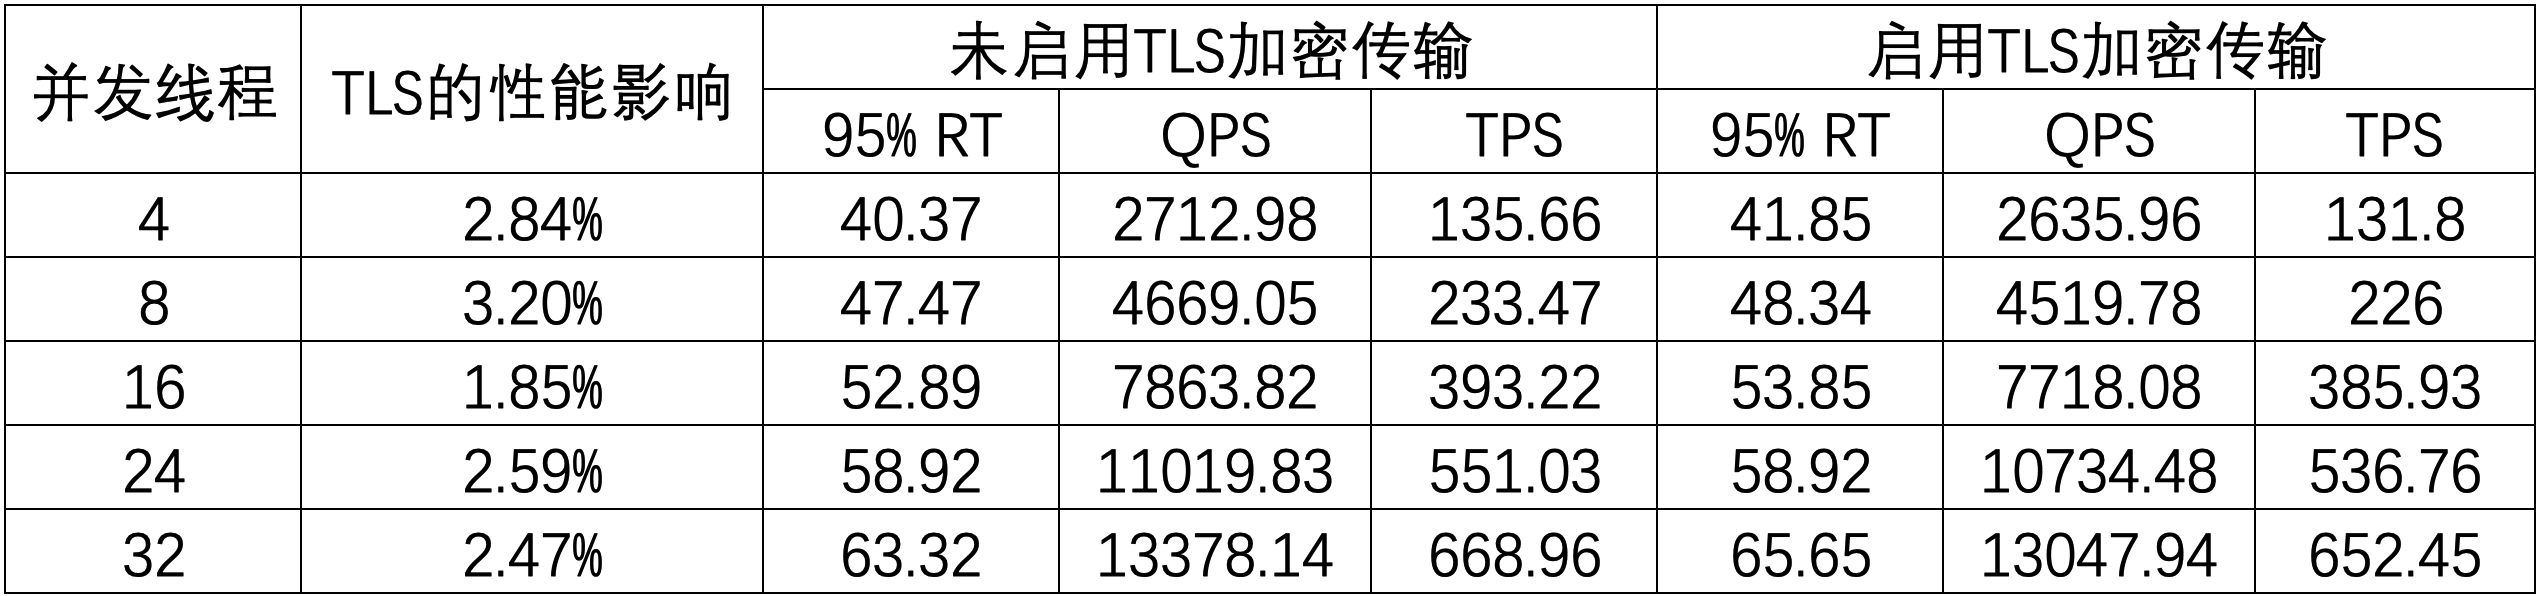 并发线程 TLS的性能影响 未启用TLS加密传输 启用TLS加密传输
95% RT QPS TPS 95% RT QPS TPS
4 2.84% 40.37 2712.98 135.66 41.85 2635.96 131.8
8 3.20% 47.47 4669.05 233.47 48.34 4519.78 226
16 1.85% 52.89 7863.82 393.22 53.85 7718.08 385.93
24 2.59% 58.92 11019.83 551.03 58.92 10734.48 536.76
32 2.47% 63.32 13378.14 668.96 65.65 13047.94 652.45